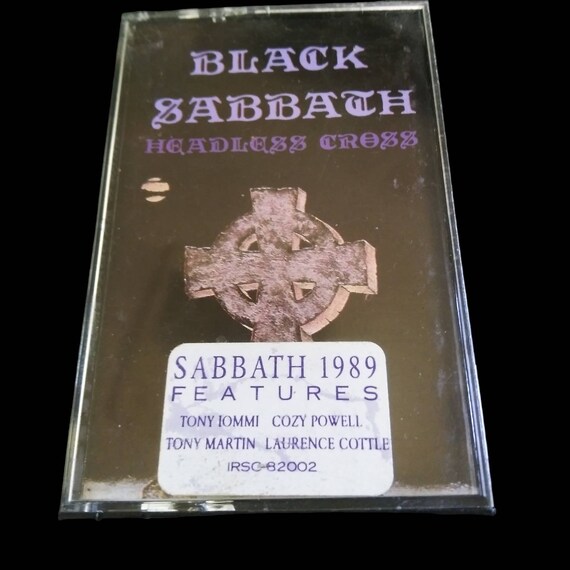 BLACK
SABBATH
HEADLESS CROSS
SABBATH 1989
FEATURES
TONY IOMMI COZY POWELL
TONY MARTIN LAURENCE COTTLE
IRSC-82002